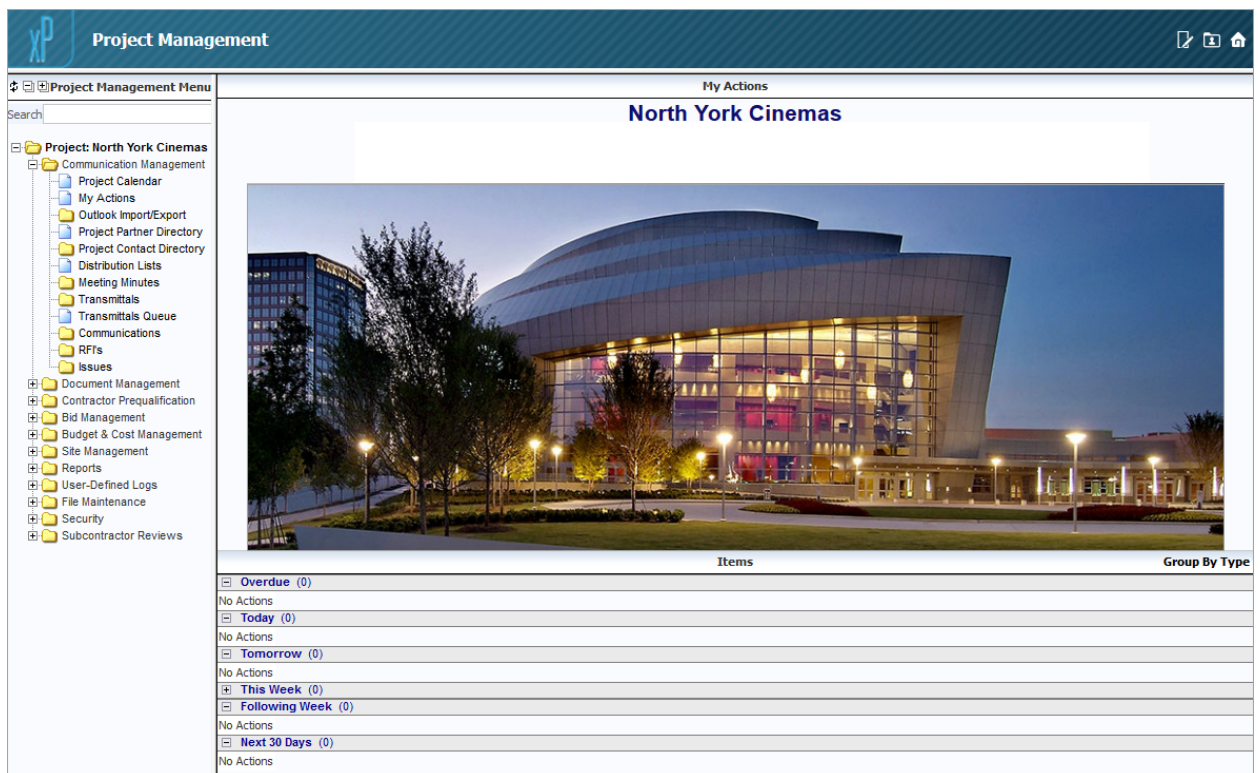 xP
Project Management
Project Management Menu
My Actions
Search
North York Cinemas
Project: North York Cinemas
Communication Management
Project Calendar
My Actions
Outlook Import/Export
Project Partner Directory
Project Contact Directory
Distribution Lists
Meeting Minutes
Transmittals
Transmittals Queue
Communications
RFI's
Issues
Document Management
Contractor Prequalification
Bid Management
Budget & Cost Management
Site Management
Reports
User-Defined Logs
File Maintenance
Security
Subcontractor Reviews
Items
Group By Type
Overdue (0)
No Actions
Today (0)
No Actions
Tomorrow (0)
No Actions
This Week (0)
Following Week (0)
No Actions
Next 30 Days (0)
No Actions